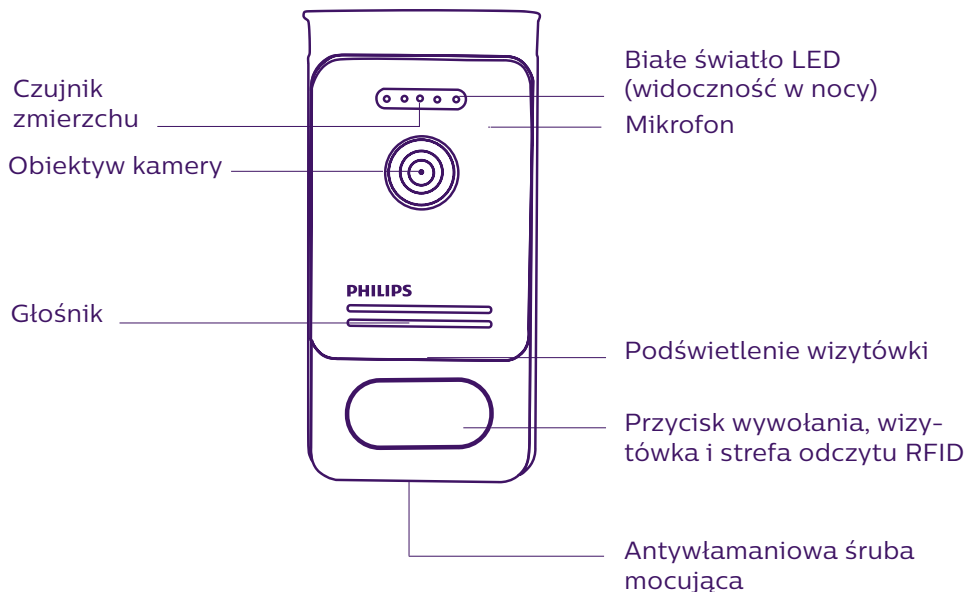 Czujnik
zmierzchu
Obiektyw kamery
Głośnik
PHILIPS
Białe światło LED
(widoczność w nocy)
Mikrofon
Podświetlenie wizytówki
Przycisk wywołania, wizy-
tówka i strefa odczytu RFID
Antywłamaniowa śruba
mocująca